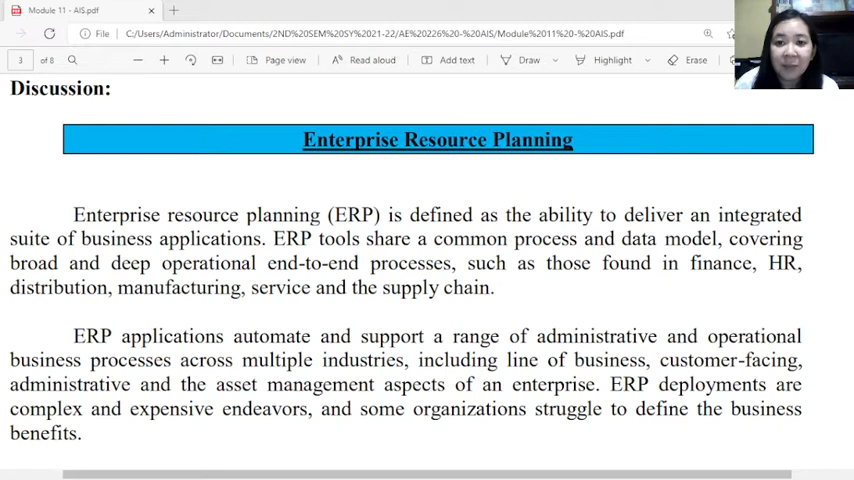 Module 11 - AIS.pdf
File C:/Users/Administrator/Documents/2ND%20SEM%20SY%2021-22/AE%20226%20-%20AIS/Module%2011%20-%20AIS.pdf
3 of 8 Page view Read aloud Add text Draw Highlight Erase
Discussion:
Enterprise Resource Planning
Enterprise resource planning (ERP) is defined as the ability to deliver an integrated
suite of business applications. ERP tools share a common process and data model, covering
broad and deep operational end-to-end processes, such as those found in finance, HR,
distribution, manufacturing, service and the supply chain.
ERP applications automate and support a range of administrative and operational
business processes across multiple industries, including line of business, customer-facing,
administrative and the asset management aspects of an enterprise. ERP deployments are
complex and expensive endeavors, and some organizations struggle to define the business
benefits.